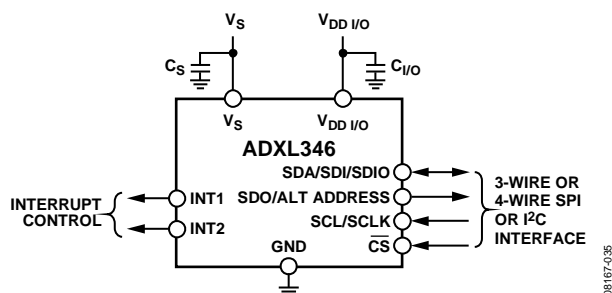 VS VDD I/O
CS CI/O
VS VDD I/O
ADXL346
SDA/SDI/SDIO
INTERRUPT
CONTROL
INT1
INT2
SDO/ALT ADDRESS
SCL/SCLK
CS
GND
3-WIRE OR
4-WIRE SPI
OR I2C
INTERFACE
08167-035